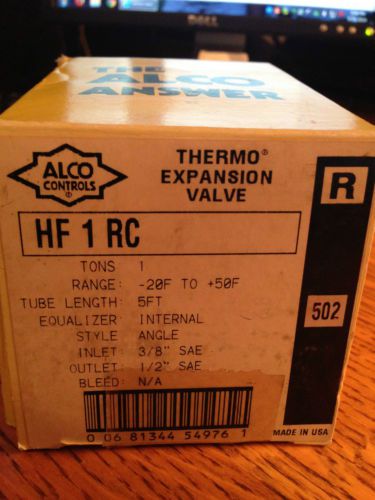 DELL
THE
ALCO
ANSWER
ALCO
CONTROLS
THERMO®
EXPANSION
VALVE
R
HF 1 RC
TONS 1
RANGE: -20F TO +50F
TUBE LENGTH: 5FT
EQUALIZER: INTERNAL
STYLE ANGLE
INLET: 3/8" SAE
OUTLET: 1/2" SAE
BLEED: N/A
502
0 06 81344 54976 1
MADE IN USA